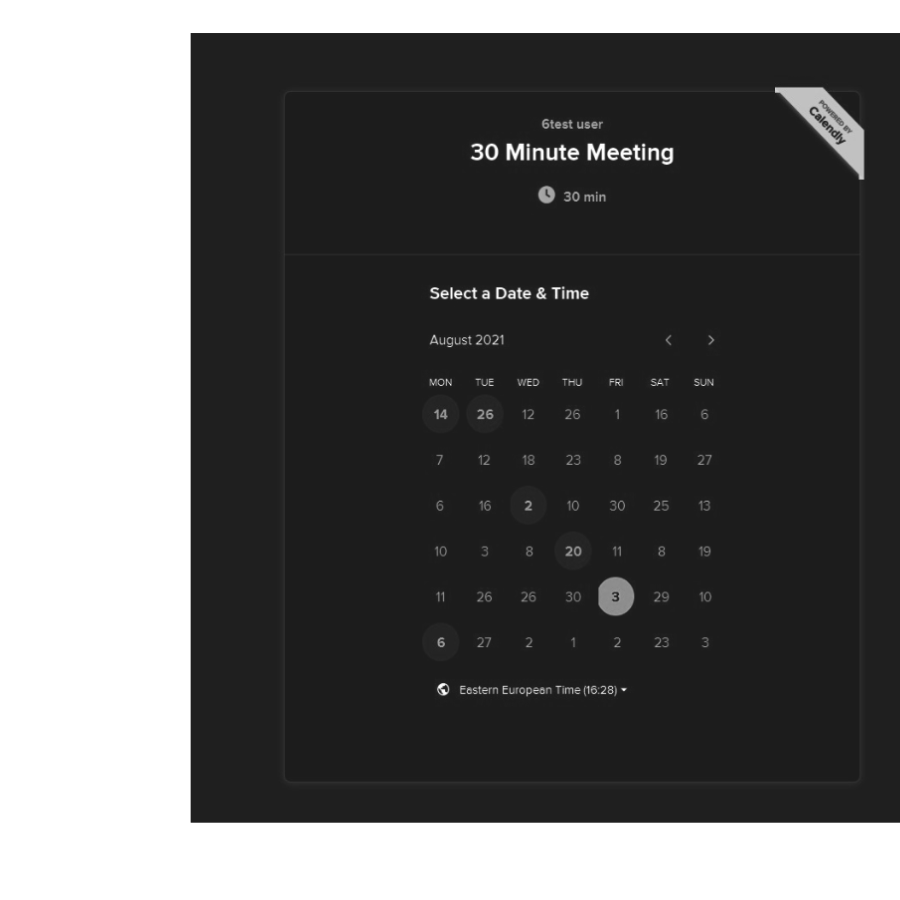 POWERED BY
Calendly
6test user
30 Minute Meeting
30 min
Select a Date & Time
August 2021
MON TUE WED THU FRI SAT SUN
14 26 12 26 1 16 6
7 12 18 23 8 19 27
6 16 2 10 30 25 13
10 3 8 20 11 8 19
11 26 26 30 3 29 10
6 27 2 1 2 23 3
Eastern European Time (16:28)